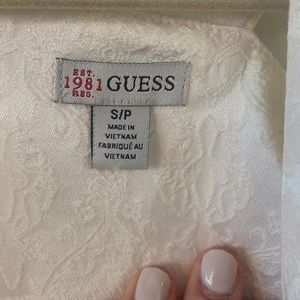 EST.
1981 GUESS
REG.
S/P
MADE IN
VIETNAM
FABRIQUÉ AU
VIETNAM